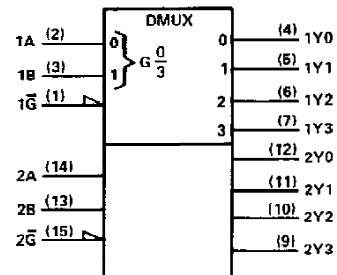 DMUX
1A (2) 0 } G 0/3 0 (4) 1Y0
1B (3) 1 1 (5) 1Y1
1G̅ (1) 2 (6) 1Y2
3 (7) 1Y3
(12) 2Y0
2A (14) (11) 2Y1
2B (13) (10) 2Y2
2G̅ (15) (9) 2Y3